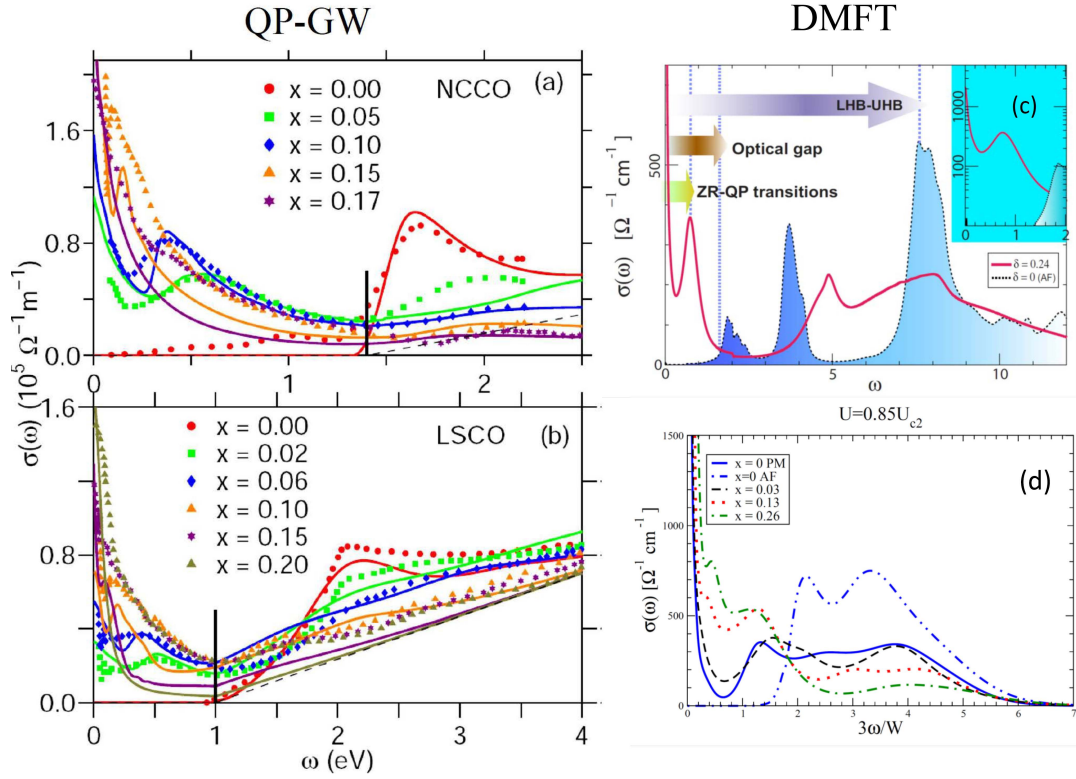 QP-GW
DMFT
(a)
NCCO
x = 0.00
x = 0.05
x = 0.10
x = 0.15
x = 0.17
1.6
0.8
0.0
0
1
2
σ(ω) (10⁵ Ω⁻¹m⁻¹)
1.6
0.8
0.0
LSCO
(b)
x = 0.00
x = 0.02
x = 0.06
x = 0.10
x = 0.15
x = 0.20
0
1
2
3
4
ω (eV)
σ(ω) [Ω⁻¹ cm⁻¹]
500
0
LHB-UHB
Optical gap
ZR-QP transitions
(c)
1000
100
0
1
2
δ = 0.24
δ = 0 (AF)
0
5
10
ω
U=0.85U_c2
σ(ω) [Ω⁻¹ cm⁻¹]
1500
1000
500
0
x = 0 PM
x=0 AF
x = 0.03
x = 0.13
x = 0.26
(d)
0
1
2
3
4
5
6
7
3ω/W